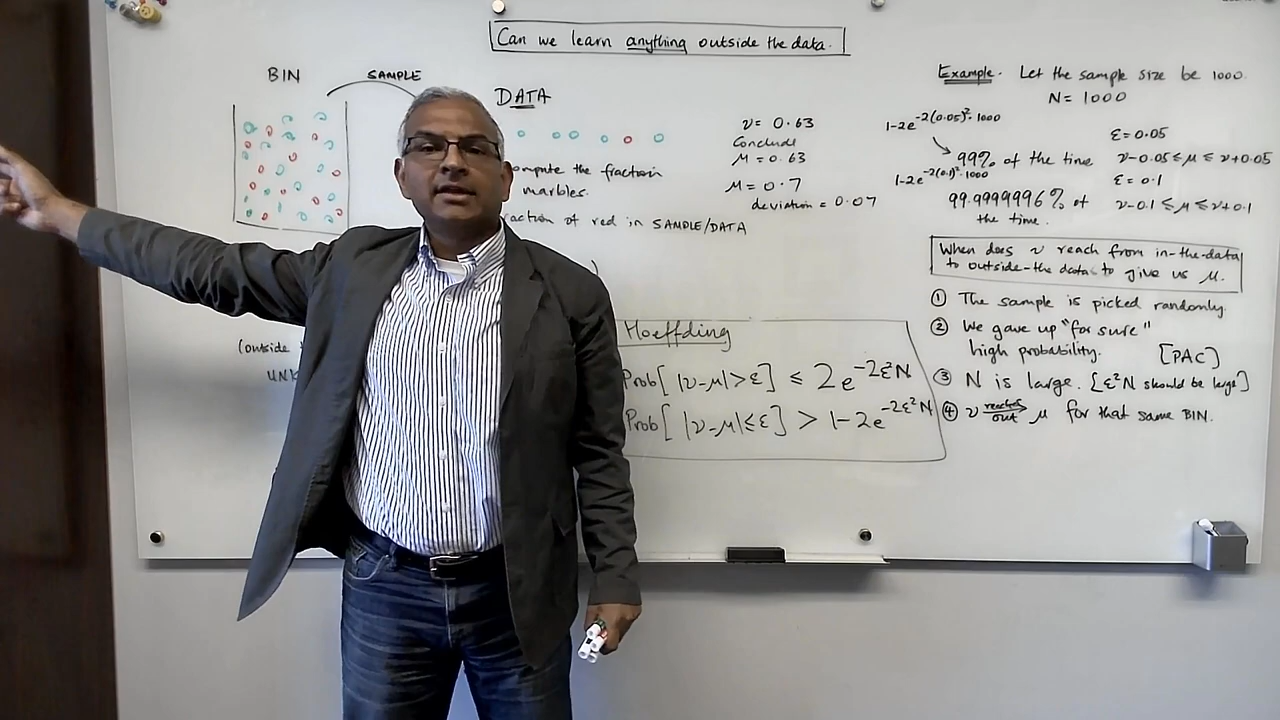 Can we learn anything outside the data.
BIN
SAMPLE
DATA
compute the fraction
marbles.
fraction of red in SAMPLE/DATA
ν = 0.63
Conclude
μ = 0.63
μ = 0.7
deviation = 0.07
(outside
Hoeffding
Prob[ |ν-μ|>ε] ≤ 2e^{-2ε²N}
Prob[ |ν-μ|≤ε] > 1-2e^{-2ε²N}
Example. Let the sample size be 1000.
N = 1000
1-2e^{-2(0.05)²·1000}
ε = 0.05
99% of the time
ν-0.05 ≤ μ ≤ ν+0.05
1-2e^{-2(0.1)²·1000}
ε = 0.1
99.9999996% of
the time.
ν-0.1 ≤ μ ≤ ν+0.1
When does ν reach from in-the-data
to outside-the data to give us μ.
① The sample is picked randomly.
② We gave up "for sure"
high probability. [PAC]
③ N is large. [ε²N should be large]
④ ν reaches out μ for that same BIN.